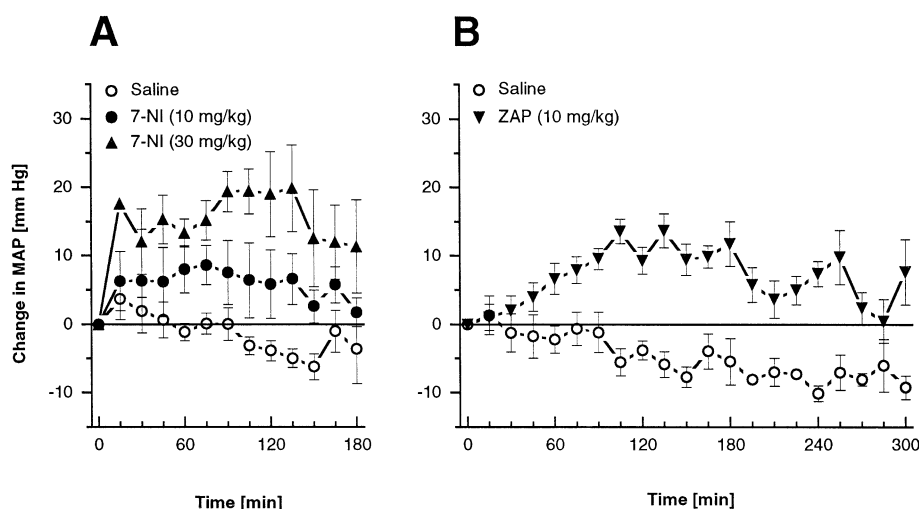 A
B
Saline
7-NI (10 mg/kg)
7-NI (30 mg/kg)
Saline
ZAP (10 mg/kg)
Change in MAP [mm Hg]
30
20
10
0
-10
30
20
10
0
-10
0 60 120 180
0 60 120 180 240 300
Time [min]
Time [min]